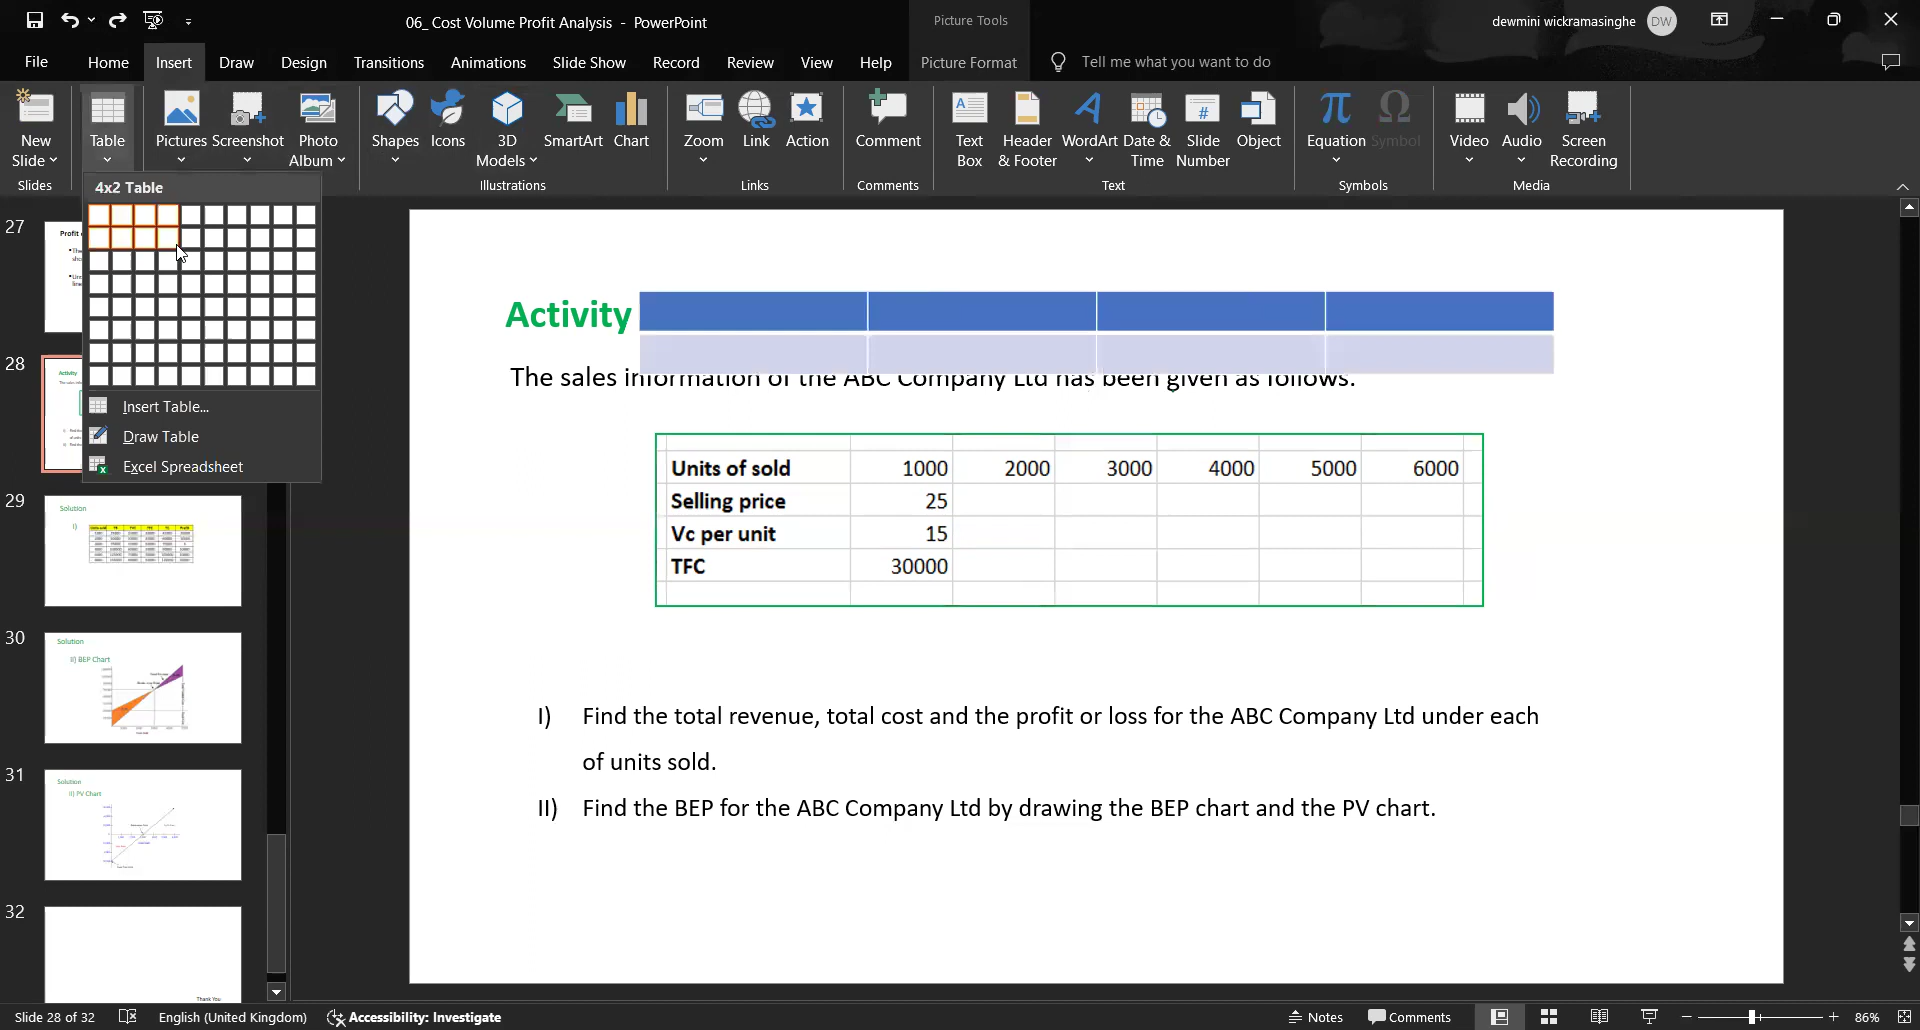 06_ Cost Volume Profit Analysis - PowerPoint
Picture Tools
dewmini wickramasinghe DW
File Home Insert Draw Design Transitions Animations Slide Show Record Review View Help Picture Format Tell me what you want to do
New Slide
Table
Pictures
Screenshot
Photo Album
Shapes
Icons
3D Models
SmartArt
Chart
Zoom
Link
Action
Comment
Text Box
Header & Footer
WordArt
Date & Time
Slide Number
Object
Equation
Symbol
Video
Audio
Screen Recording
Slides
Illustrations
Links
Comments
Text
Symbols
Media
4x2 Table
Insert Table...
Draw Table
Excel Spreadsheet
27
28
29
30
31
32
Solution
I)
Solution
II) BEP Chart
Solution
II) PV Chart
Thank You
Activity
The sales information of the ABC Company Ltd has been given as follows.
Units of sold 1000 2000 3000 4000 5000 6000
Selling price 25
Vc per unit 15
TFC 30000
I) Find the total revenue, total cost and the profit or loss for the ABC Company Ltd under each
of units sold.
II) Find the BEP for the ABC Company Ltd by drawing the BEP chart and the PV chart.
Slide 28 of 32
English (United Kingdom)
Accessibility: Investigate
Notes
Comments
86%